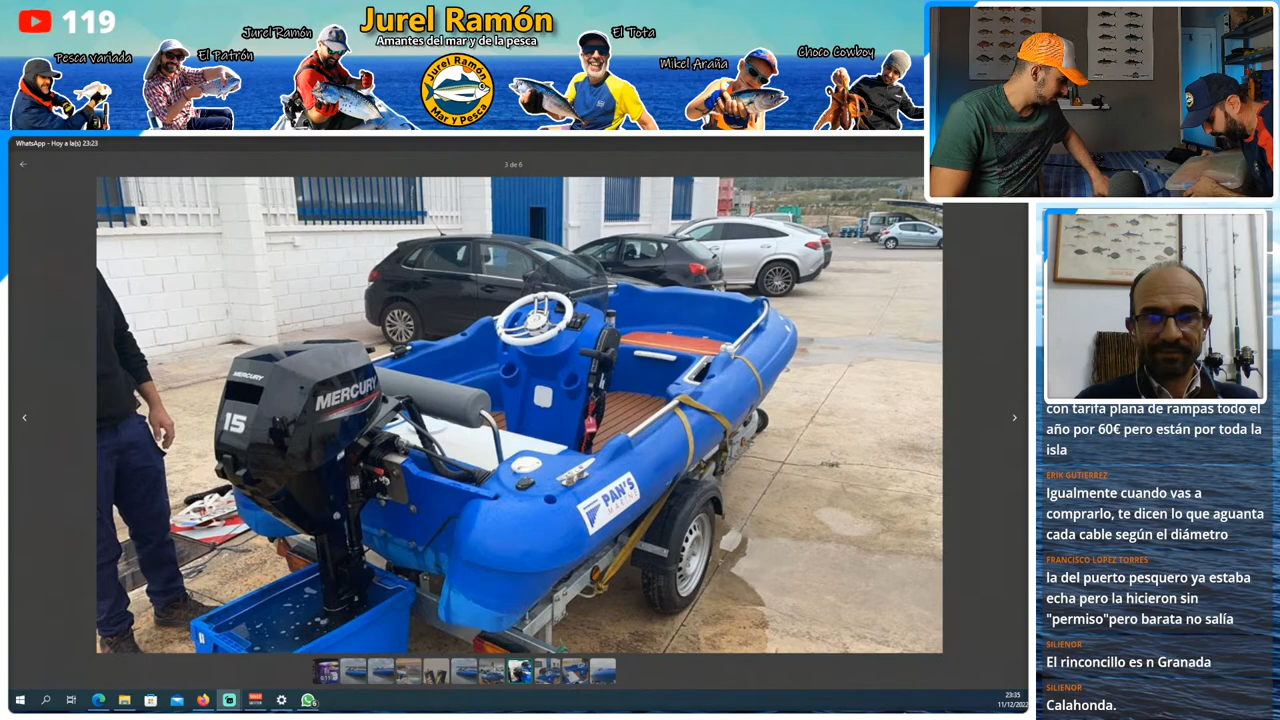 119
Jurel Ramón
Amantes del mar y de la pesca
Pesca variada
El Patrón
Jurel Ramón
El Tota
Mikel Araña
Choco Cowboy
Jurel Ramón
Mar y Pesca
WhatsApp - Hoy a la(s) 23:23
3 de 6
MERCURY
MERCURY
15
PAN'S
MARINE
con tarifa plana de rampas todo el
año por 60€ pero están por toda la
isla
ERIK GUTIERREZ
Igualmente cuando vas a
comprarlo, te dicen lo que aguanta
cada cable según el diámetro
FRANCISCO LOPEZ TORRES
la del puerto pesquero ya estaba
echa pero la hicieron sin
"permiso"pero barata no salía
SILIENOR
El rinconcillo es n Granada
SILIENOR
Calahonda.
23:35
11/12/2022